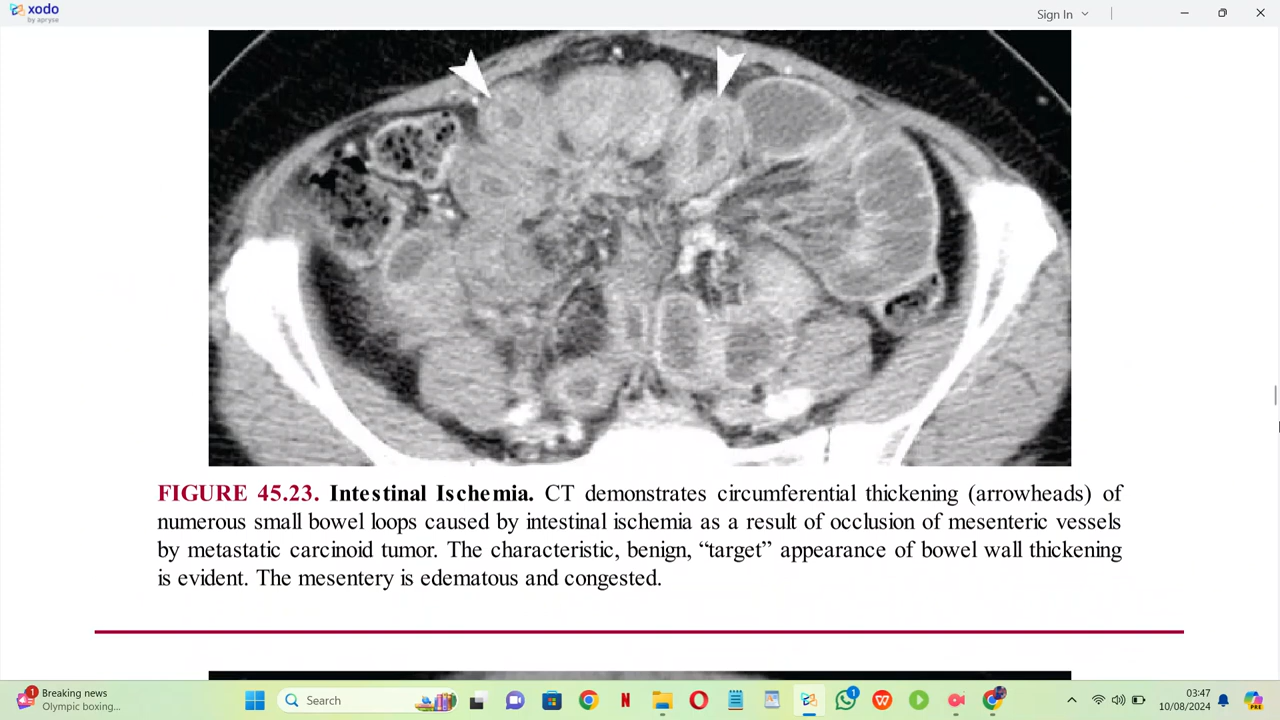 xodo
by apryse
Sign In
FIGURE 45.23. Intestinal Ischemia. CT demonstrates circumferential thickening (arrowheads) of
numerous small bowel loops caused by intestinal ischemia as a result of occlusion of mesenteric vessels
by metastatic carcinoid tumor. The characteristic, benign, “target” appearance of bowel wall thickening
is evident. The mesentery is edematous and congested.
1
Breaking news
Olympic boxing...
Search
N
1
03:47
10/08/2024